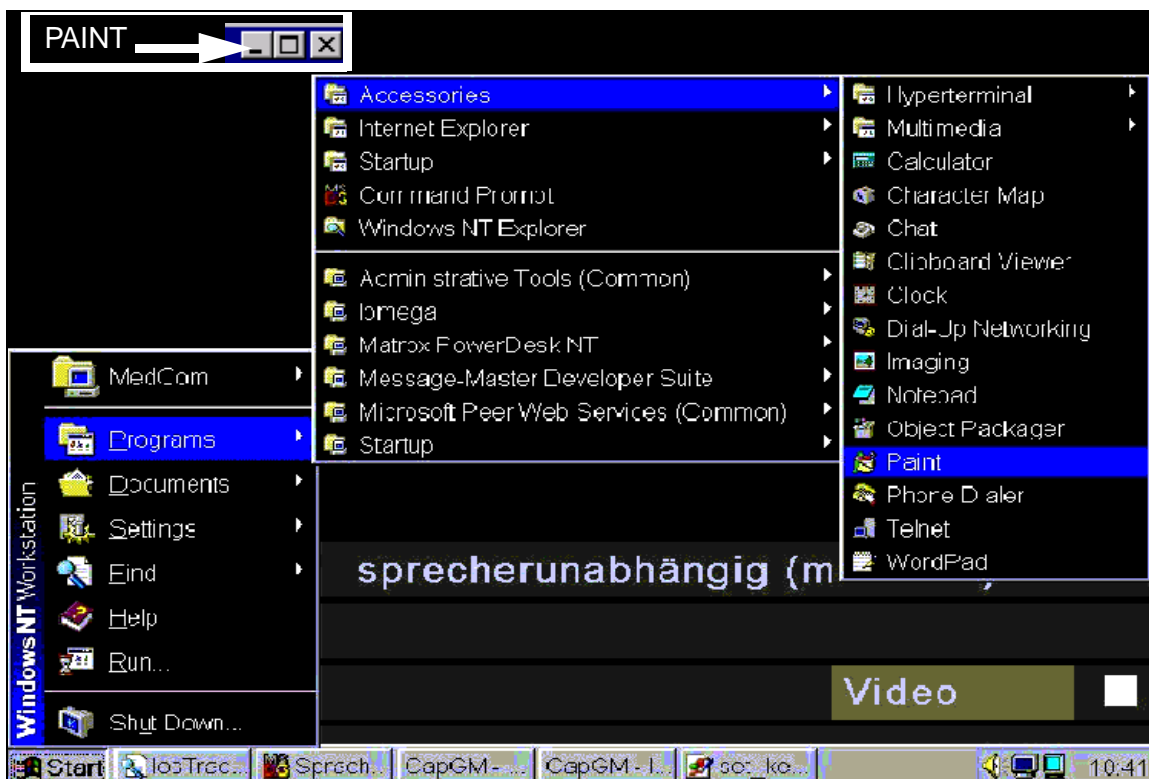 PAINT
Accessories
Internet Explorer
Startup
Command Prompt
Windows NT Explorer
Administrative Tools (Common)
Iomega
Matrox PowerDesk NT
Message-Master Developer Suite
Microsoft Peer Web Services (Common)
Startup
Hyperterminal
Multimedia
Calculator
Character Map
Chat
Clipboard Viewer
Clock
Dial-Up Networking
Imaging
Notepad
Object Packager
Paint
Phone Dialer
Telnet
WordPad
MedCom
Programs
Documents
Settings
Find
Help
Run...
Shut Down...
Windows NT Workstation
sprecherunabhängig (m
Video
Start
Sprech...
CapGM - ...
CapGM - I...
10:41